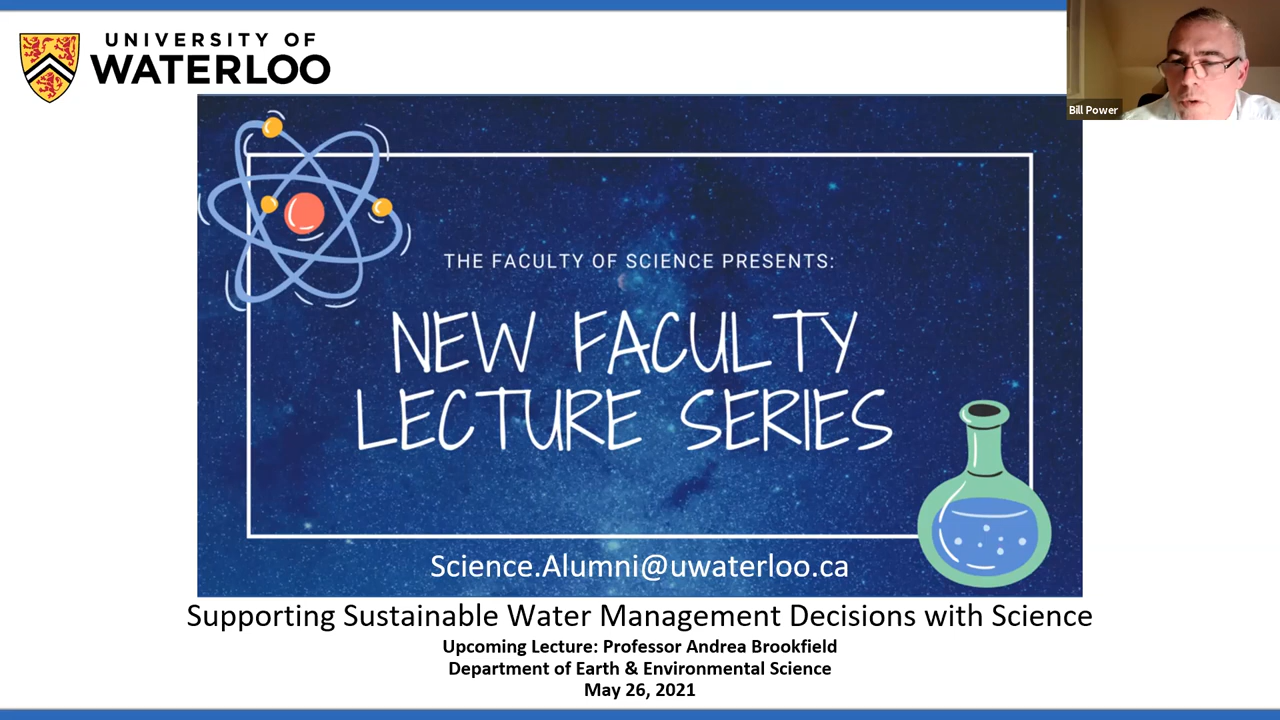 UNIVERSITY OF
WATERLOO
Bill Power
THE FACULTY OF SCIENCE PRESENTS:
NEW FACULTY
LECTURE SERIES
Science.Alumni@uwaterloo.ca
Supporting Sustainable Water Management Decisions with Science
Upcoming Lecture: Professor Andrea Brookfield
Department of Earth & Environmental Science
May 26, 2021